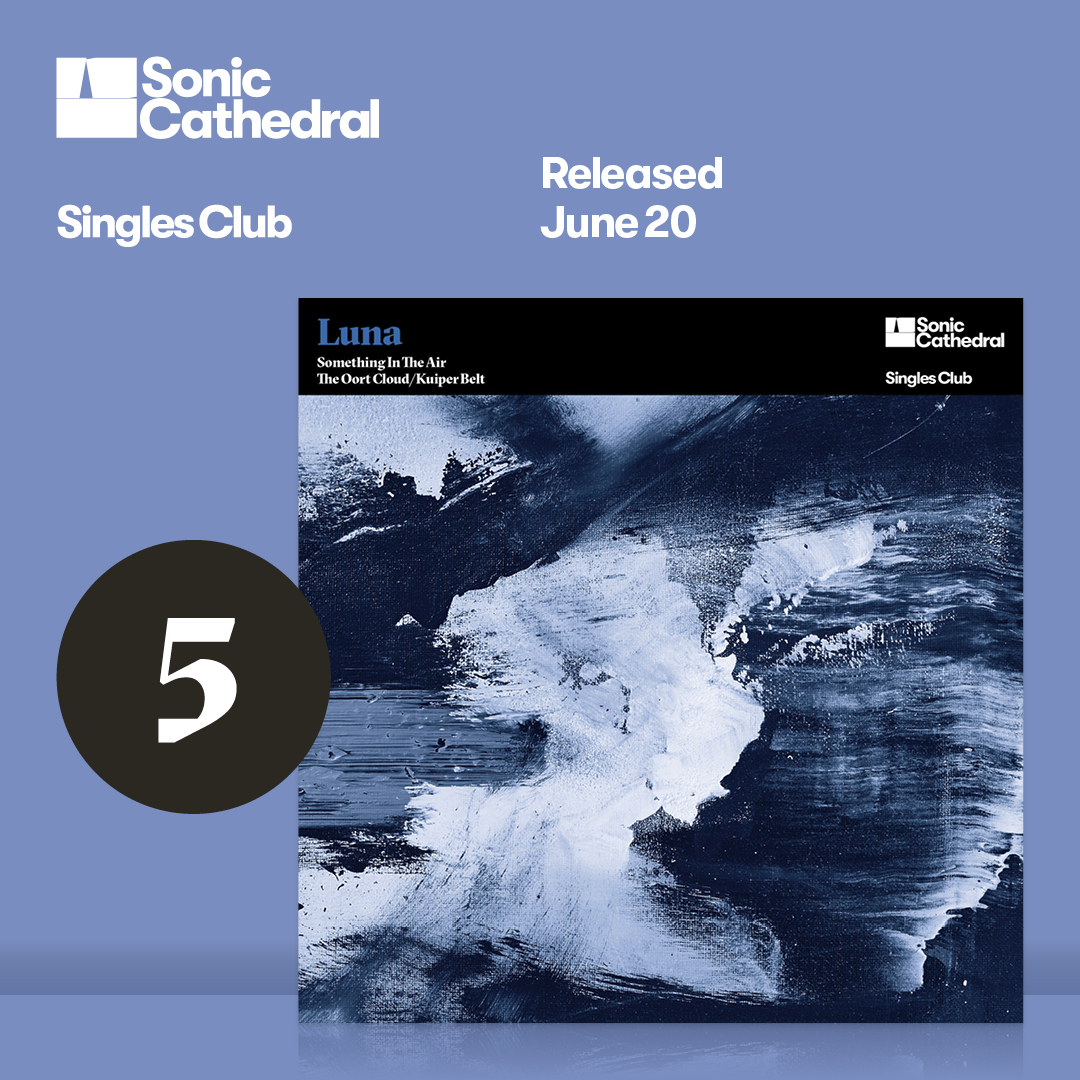 Sonic
Cathedral
Singles Club
Released
June 20
Luna
Something In The Air
The Oort Cloud/Kuiper Belt
Sonic
Cathedral
Singles Club
5